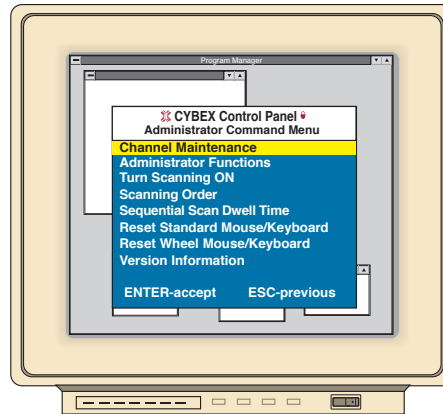 Program Manager
CYBEX Control Panel
Administrator Command Menu
Channel Maintenance
Administrator Functions
Turn Scanning ON
Scanning Order
Sequential Scan Dwell Time
Reset Standard Mouse/Keyboard
Reset Wheel Mouse/Keyboard
Version Information
ENTER-accept ESC-previous